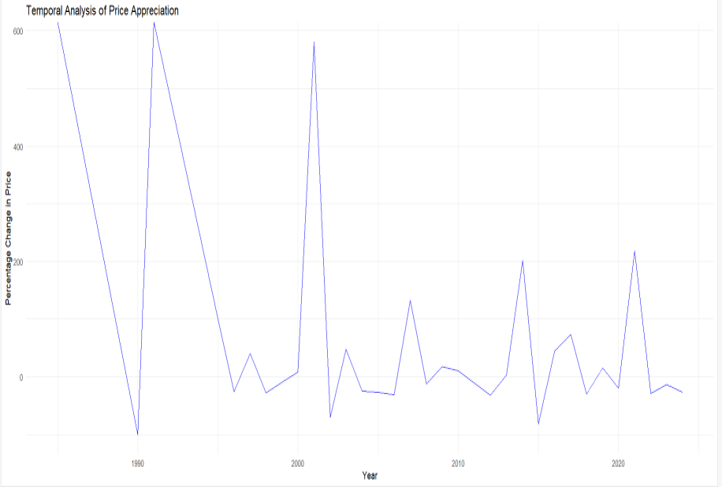 Temporal Analysis of Price Appreciation
600
400
200
0
Percentage Change in Price
1990
2000
2010
2020
Year